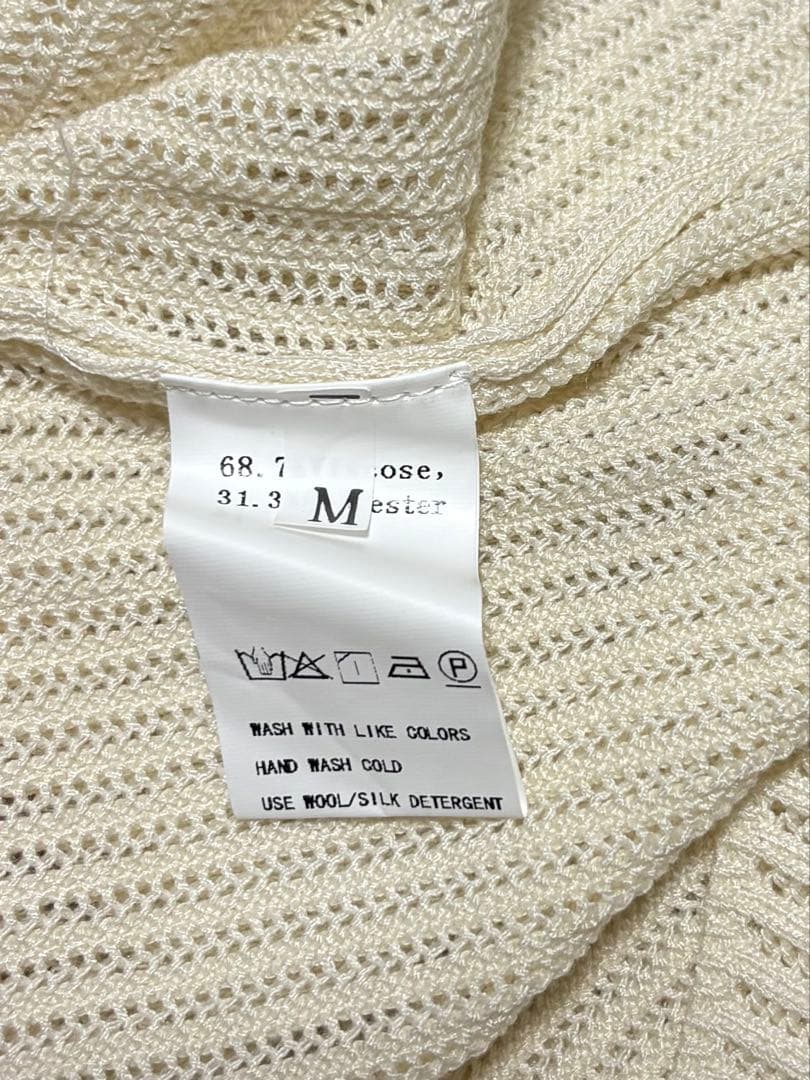 68.7 ose,
31.3 ester
M
P
WASH WITH LIKE COLORS
HAND WASH COLD
USE WOOL/SILK DETERGENT